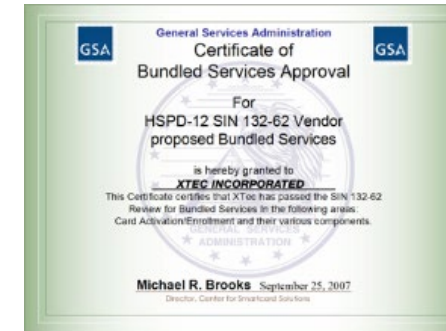 General Services Administration
GSA
Certificate of
GSA
Bundled Services Approval
For
HSPD-12 SIN 132-62 Vendor
proposed Bundled Services
is hereby granted to
XTEC INCORPORATED
This Certificate certifies that XTec has passed the SIN 132-62
Review for Bundled Services in the following areas:
Card Activation/Enrollment and their various components.
GENERAL SERVICES
ADMINISTRATION
Michael R. Brooks September 25, 2007
Director, Center for Smartcard Solutions